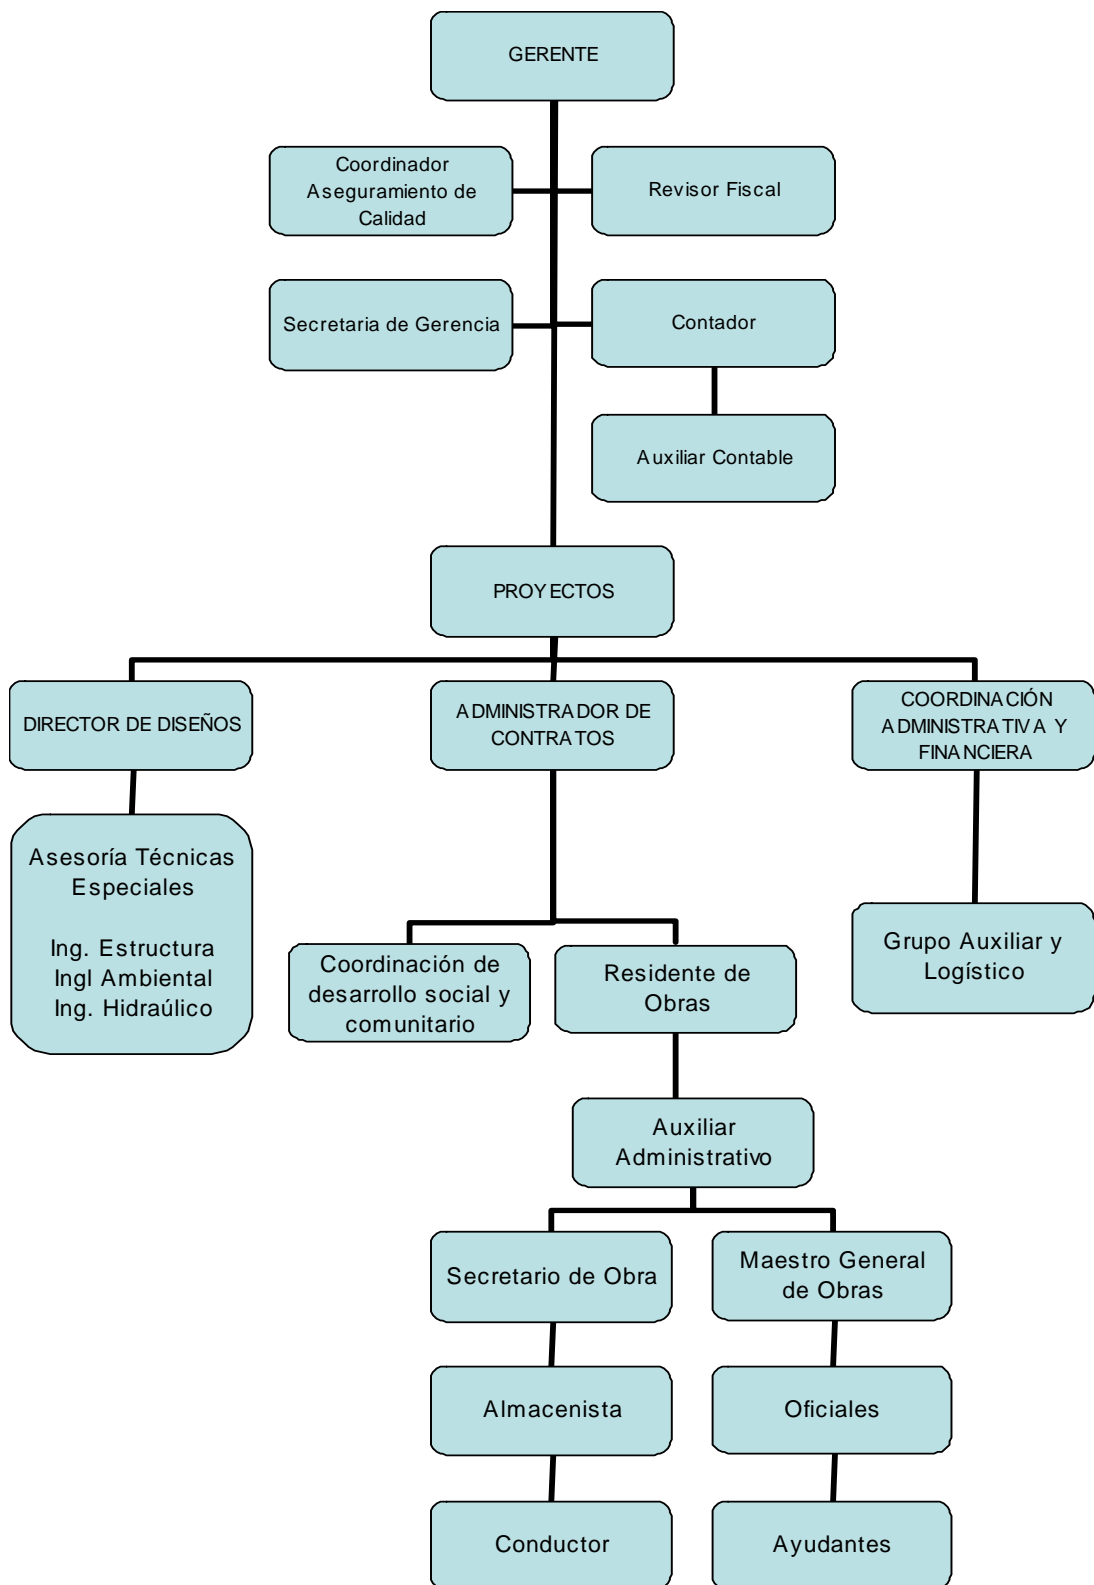 GERENTE
Coordinador
Aseguramiento de
Calidad
Revisor Fiscal
Secretaria de Gerencia
Contador
Auxiliar Contable
PROYECTOS
DIRECTOR DE DISEÑOS
ADMINISTRADOR DE
CONTRATOS
COORDINACIÓN
ADMINISTRATIVA Y
FINANCIERA
Asesoría Técnicas
Especiales
Ing. Estructura
Ingl Ambiental
Ing. Hidraúlico
Coordinación de
desarrollo social y
comunitario
Residente de
Obras
Grupo Auxiliar y
Logístico
Auxiliar
Administrativo
Secretario de Obra
Maestro General
de Obras
Almacenista
Oficiales
Conductor
Ayudantes